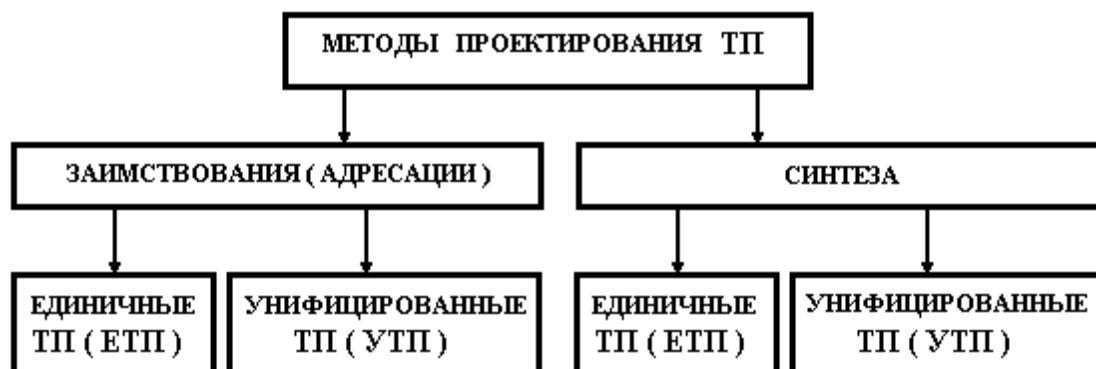 МЕТОДЫ ПРОЕКТИРОВАНИЯ ТП
ЗАИМСТВОВАНИЯ ( АДРЕСАЦИИ )
СИНТЕЗА
ЕДИНИЧНЫЕ
ТП ( ЕТП )
УНИФИЦИРОВАННЫЕ
ТП ( УТП )
ЕДИНИЧНЫЕ
ТП ( ЕТП )
УНИФИЦИРОВАННЫЕ
ТП ( УТП )